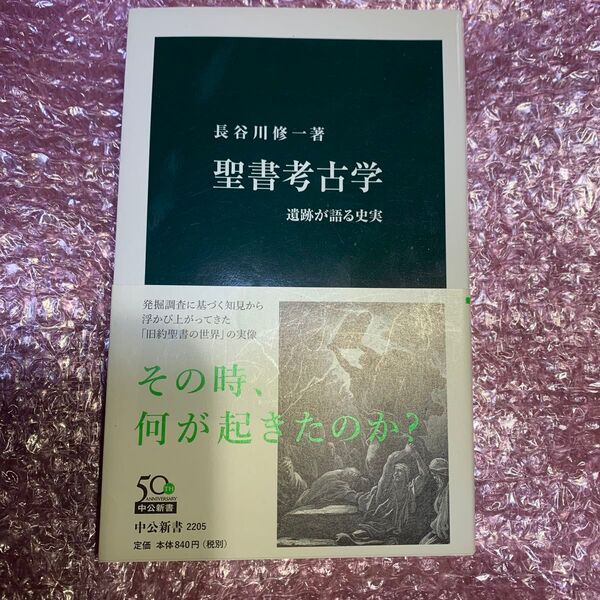 長谷川修一著
聖書考古学
遺跡が語る史実
発掘調査に基づく知見から
浮かび上がってきた
「旧約聖書の世界」の実像
その時、
何が起きたのか?
50TH
ANNIVERSARY
中公新書
中公新書 2205
定価 本体840円(税別)